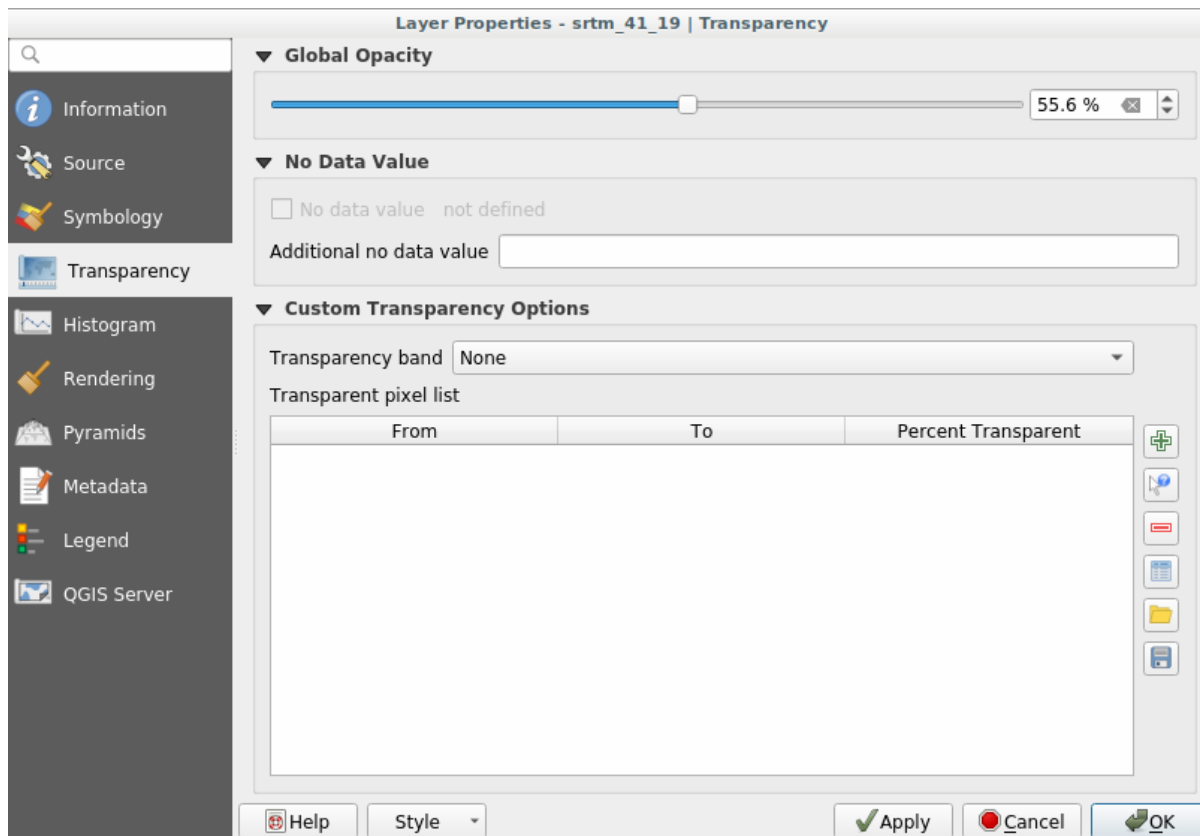 Layer Properties - srtm_41_19 | Transparency
Information
Source
Symbology
Transparency
Histogram
Rendering
Pyramids
Metadata
Legend
QGIS Server
Global Opacity
55.6 %
No Data Value
No data value not defined
Additional no data value
Custom Transparency Options
Transparency band None
Transparent pixel list
From To Percent Transparent
Help Style Apply Cancel OK